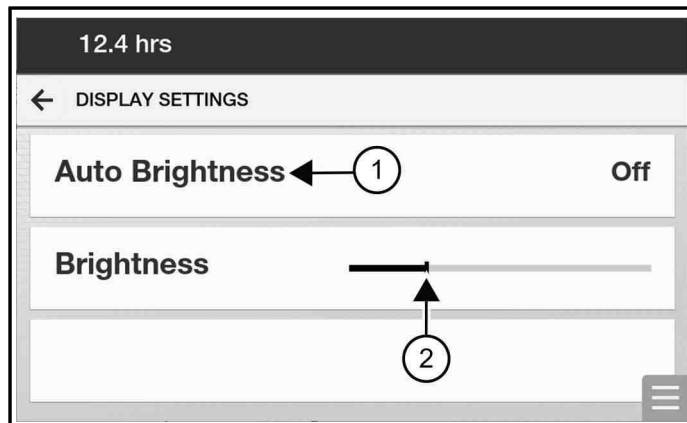 12.4 hrs
DISPLAY SETTINGS
Auto Brightness 1 Off
Brightness
2